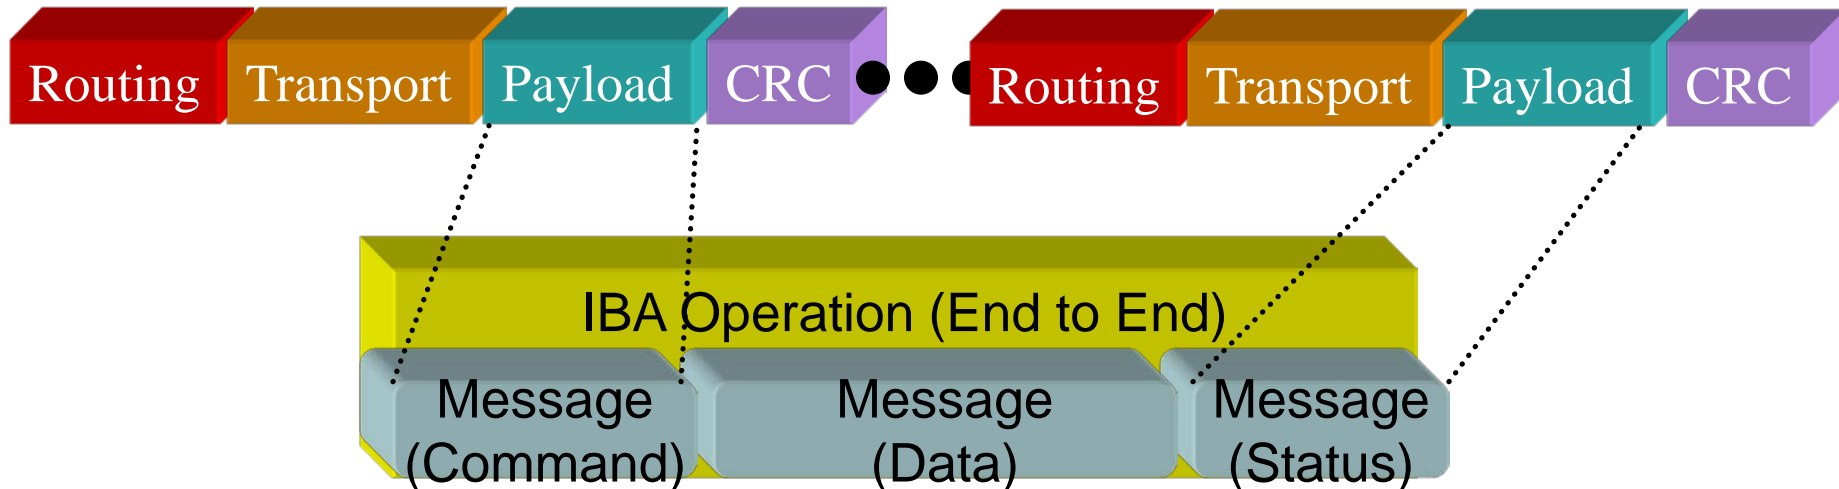 Routing Transport Payload CRC Routing Transport Payload CRC
IBA Operation (End to End)
Message Message Message
(Command) (Data) (Status)